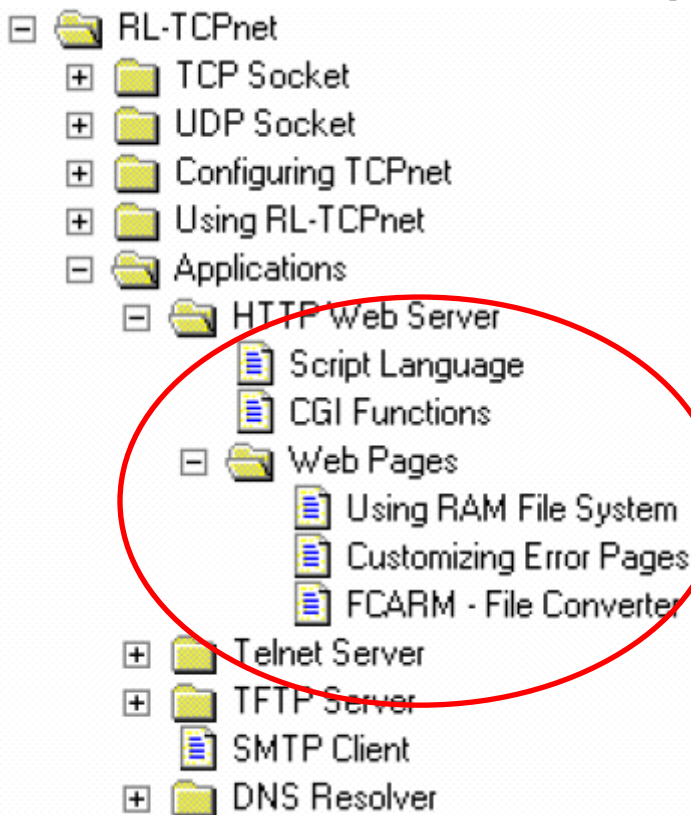 RL-TCPnet
TCP Socket
UDP Socket
Configuring TCPnet
Using RL-TCPnet
Applications
HTTP Web Server
Script Language
CGI Functions
Web Pages
Using RAM File System
Customizing Error Pages
FCARM - File Converter
Telnet Server
TFTP Server
SMTP Client
DNS Resolver